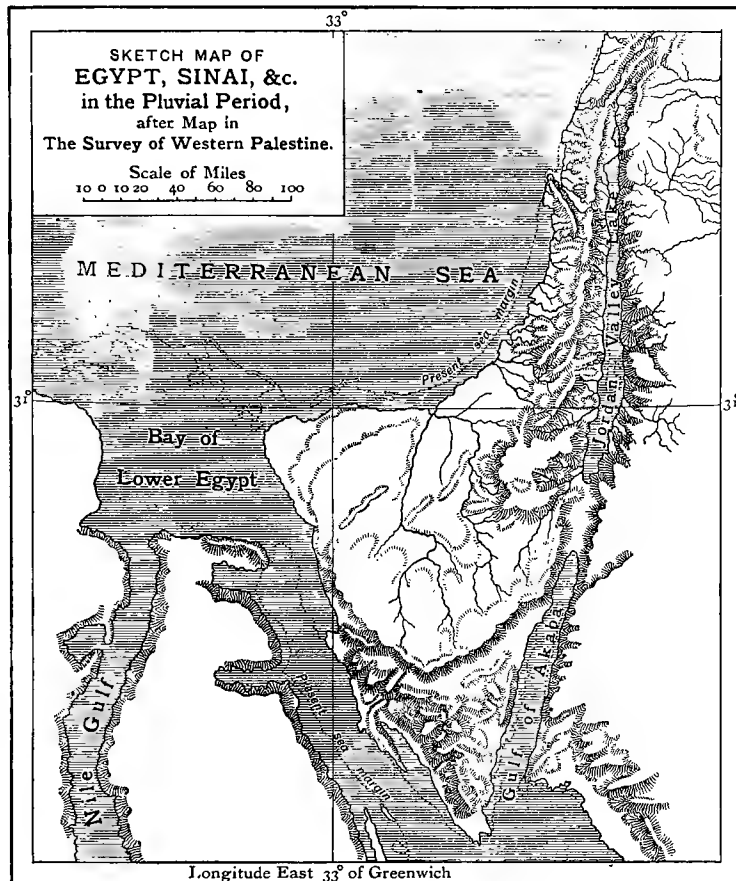 33°
SKETCH MAP OF
EGYPT, SINAI, &c.
in the Pluvial Period,
after Map in
The Survey of Western Palestine.
Scale of Miles
10 0 10 20 40 60 80 100
MEDITERRANEAN SEA
Present sea margin
Jordan Valley Lake
31°
31
Bay of
Lower Egypt
Nile Gulf
Present sea margin
Gulf of Akaba
Longitude East 33° of Greenwich